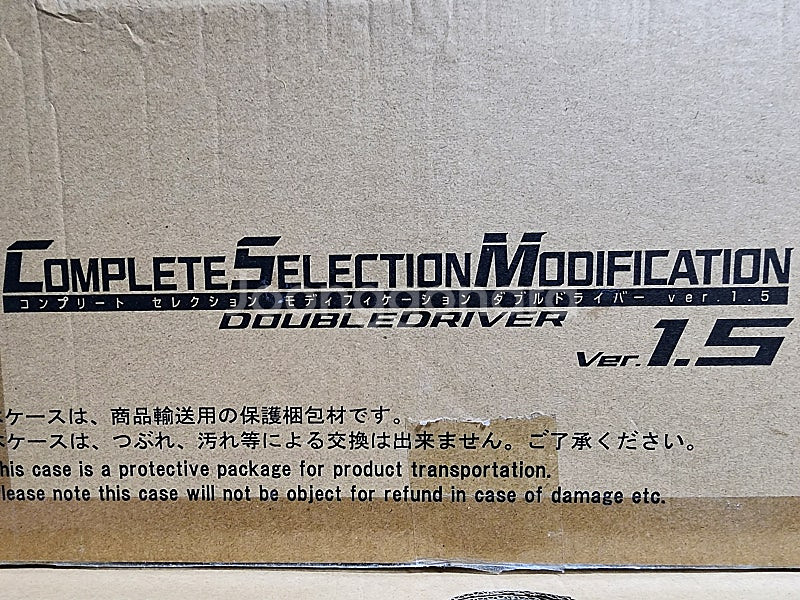 COMPLETE SELECTION MODIFICATION
コンプリート セレクション モディフィケーション ダブルドライバー ver.1.5
DOUBLEDRIVER
Ver.1.5
ケースは、商品輸送用の保護梱包材です。
ケースは、つぶれ、汚れ等による交換は出来ません。ご了承ください。
his case is a protective package for product transportation.
lease note this case will not be object for refund in case of damage etc.